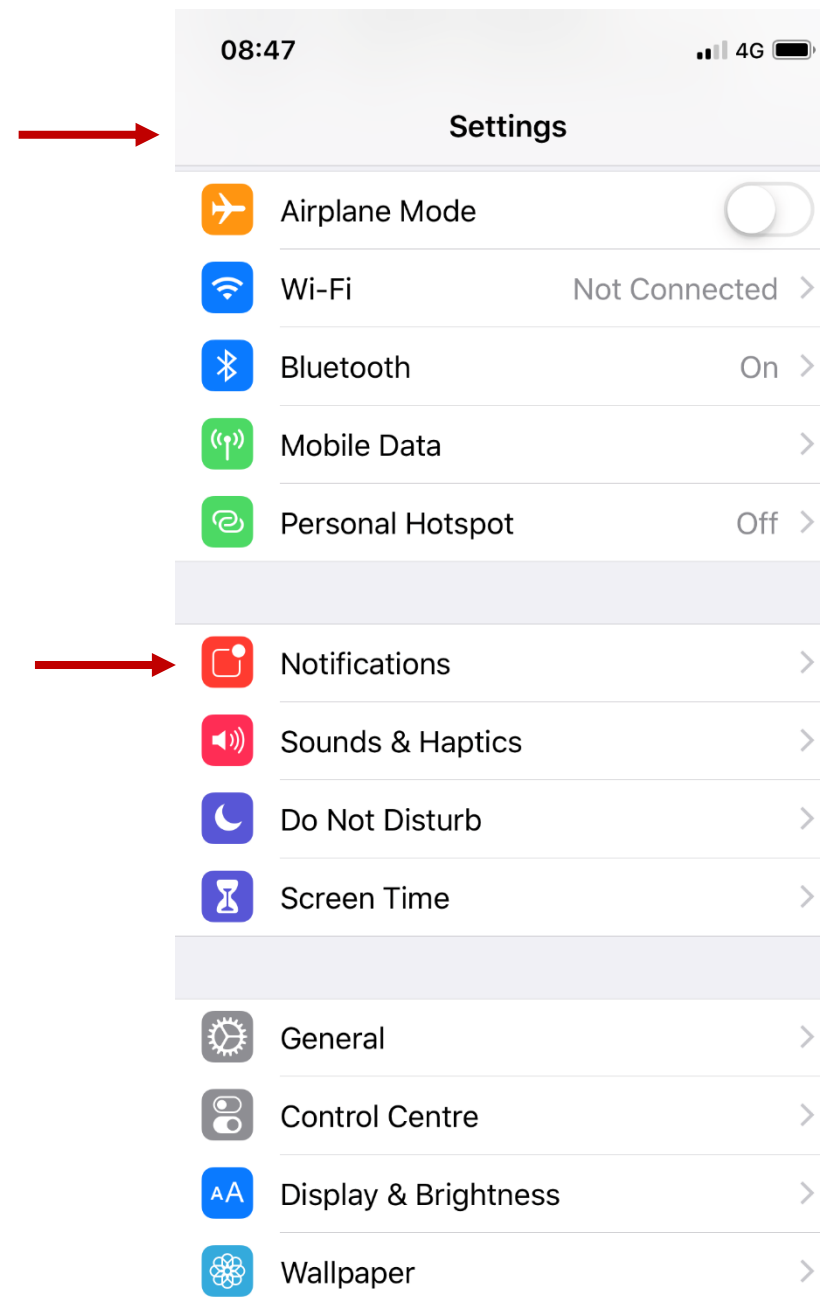 08:47 4G
Settings
Airplane Mode
Wi-Fi Not Connected
Bluetooth On
Mobile Data
Personal Hotspot Off
Notifications
Sounds & Haptics
Do Not Disturb
Screen Time
General
Control Centre
AA Display & Brightness
Wallpaper